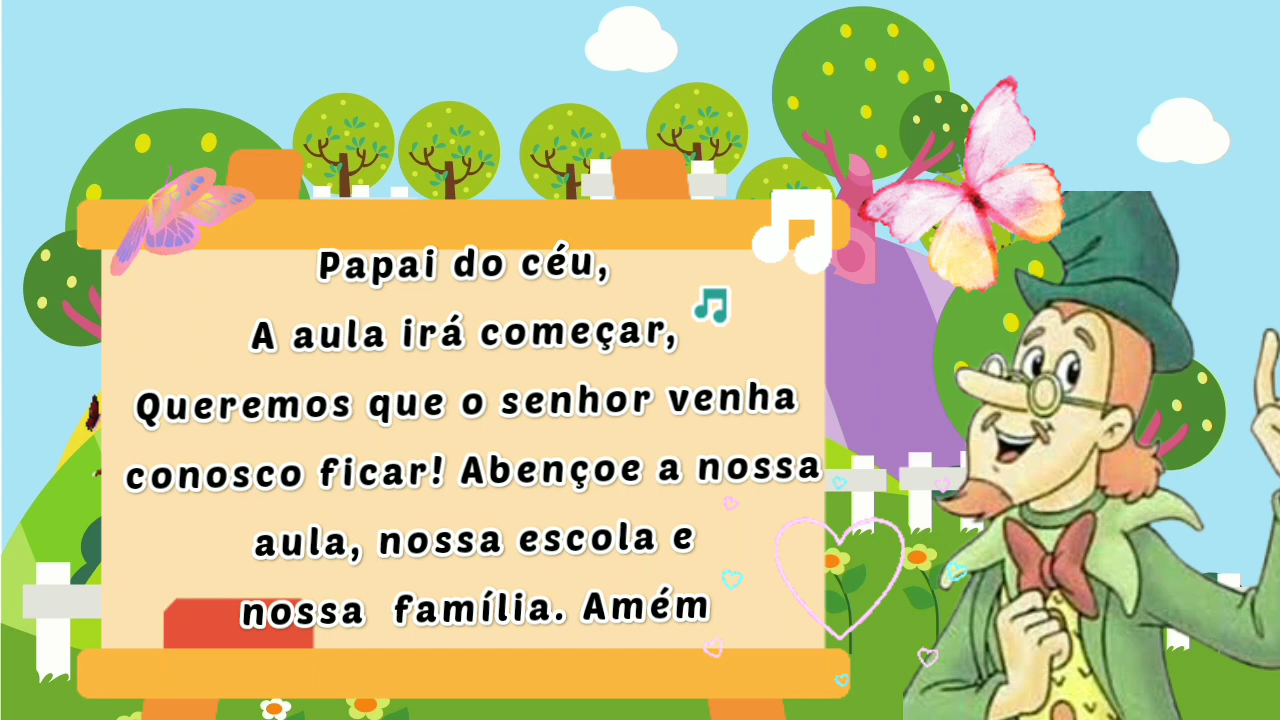 Papai do céu,
A aula irá começar,
Queremos que o senhor venha
conosco ficar! Abençoe a nossa
aula, nossa escola e
nossa família. Amém